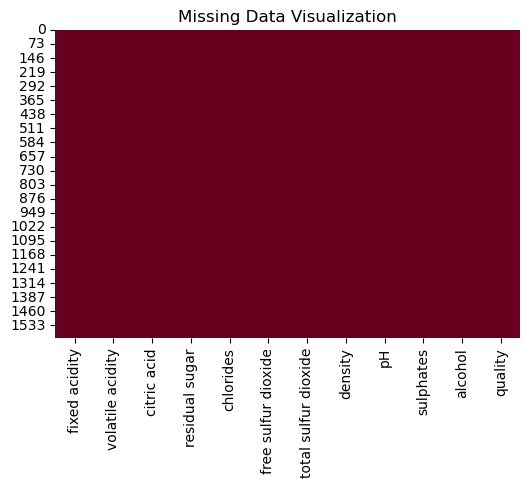 Missing Data Visualization
0
73
146
219
292
365
438
511
584
657
730
803
876
949
1022
1095
1168
1241
1314
1387
1460
1533
fixed acidity
volatile acidity
citric acid
residual sugar
chlorides
free sulfur dioxide
total sulfur dioxide
density
pH
sulphates
alcohol
quality